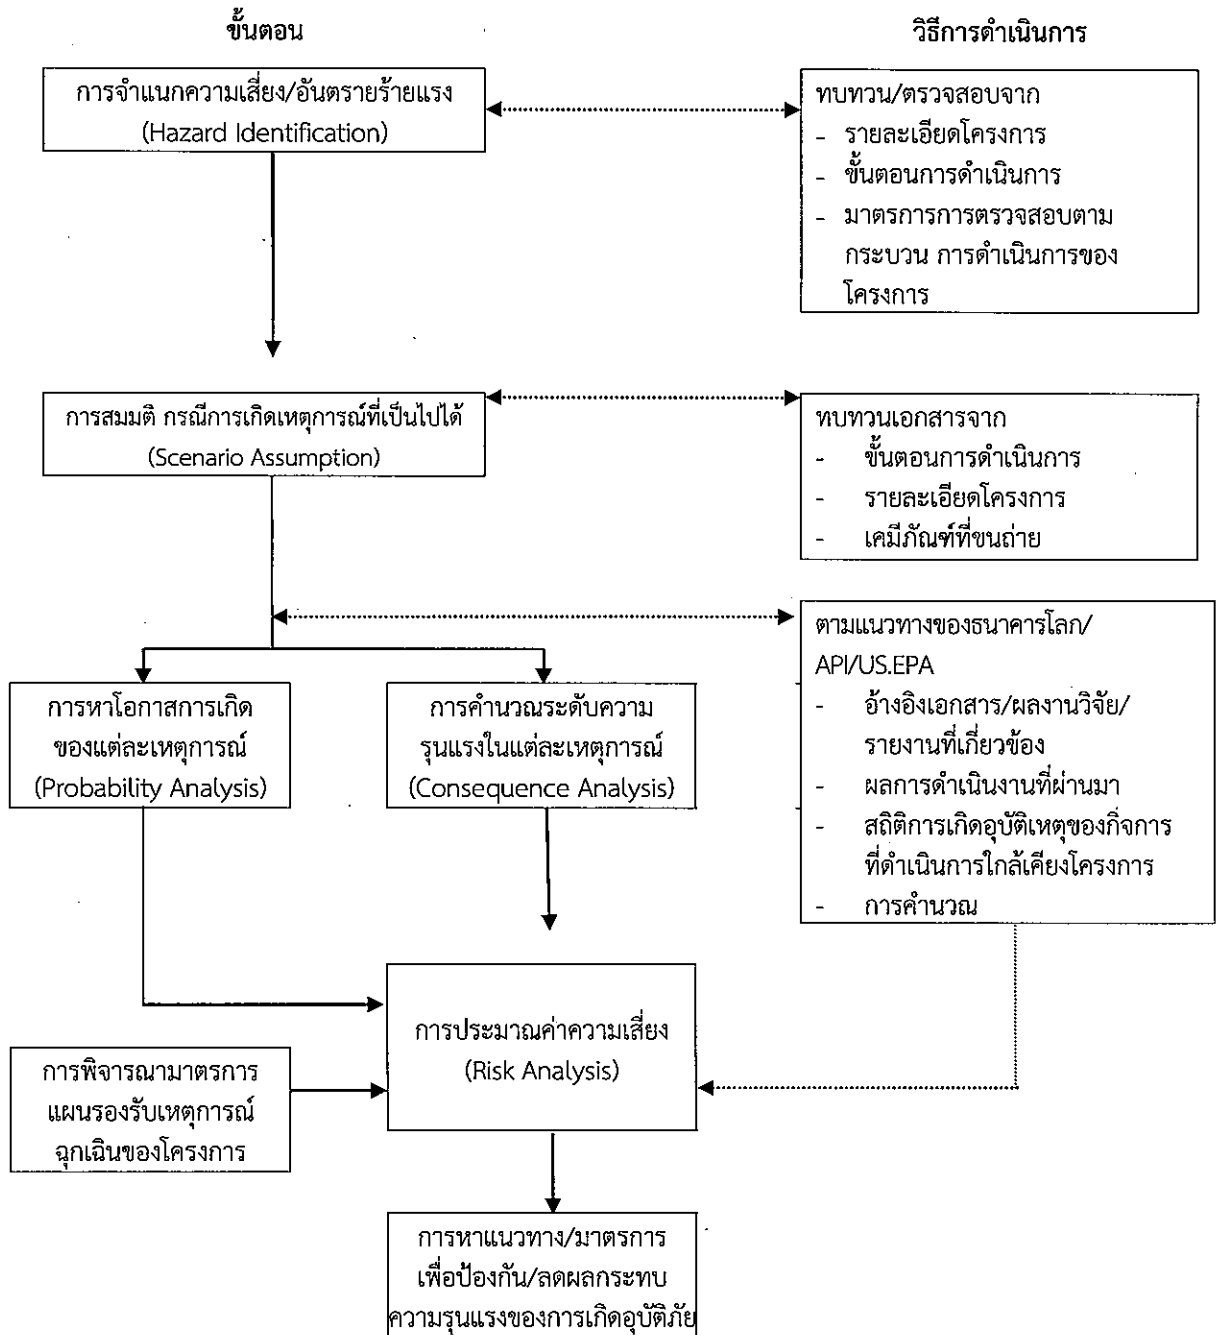 ขั้นตอน
วิธีการดำเนินการ
การจำแนกความเสี่ยง/อันตรายร้ายแรง
(Hazard Identification)
ทบทวน/ตรวจสอบจาก
- รายละเอียดโครงการ
- ขั้นตอนการดำเนินการ
- มาตรการการตรวจสอบตาม
กระบวน การดำเนินการของ
โครงการ
การสมมติ กรณีการเกิดเหตุการณ์ที่เป็นไปได้
(Scenario Assumption)
ทบทวนเอกสารจาก
- ขั้นตอนการดำเนินการ
- รายละเอียดโครงการ
- เคมีภัณฑ์ที่ขนถ่าย
ตามแนวทางของธนาคารโลก/
API/US.EPA
- อ้างอิงเอกสาร/ผลงานวิจัย/
รายงานที่เกี่ยวข้อง
- ผลการดำเนินงานที่ผ่านมา
- สถิติการเกิดอุบัติเหตุของกิจการ
ที่ดำเนินการใกล้เคียงโครงการ
- การคำนวณ
การหาโอกาสการเกิด
ของแต่ละเหตุการณ์
(Probability Analysis)
การคำนวณระดับความ
รุนแรงในแต่ละเหตุการณ์
(Consequence Analysis)
การประมาณค่าความเสี่ยง
(Risk Analysis)
การพิจารณามาตรการ
แผนรองรับเหตุการณ์
ฉุกเฉินของโครงการ
การหาแนวทาง/มาตรการ
เพื่อป้องกัน/ลดผลกระทบ
ความรุนแรงของการเกิดอุบัติภัย